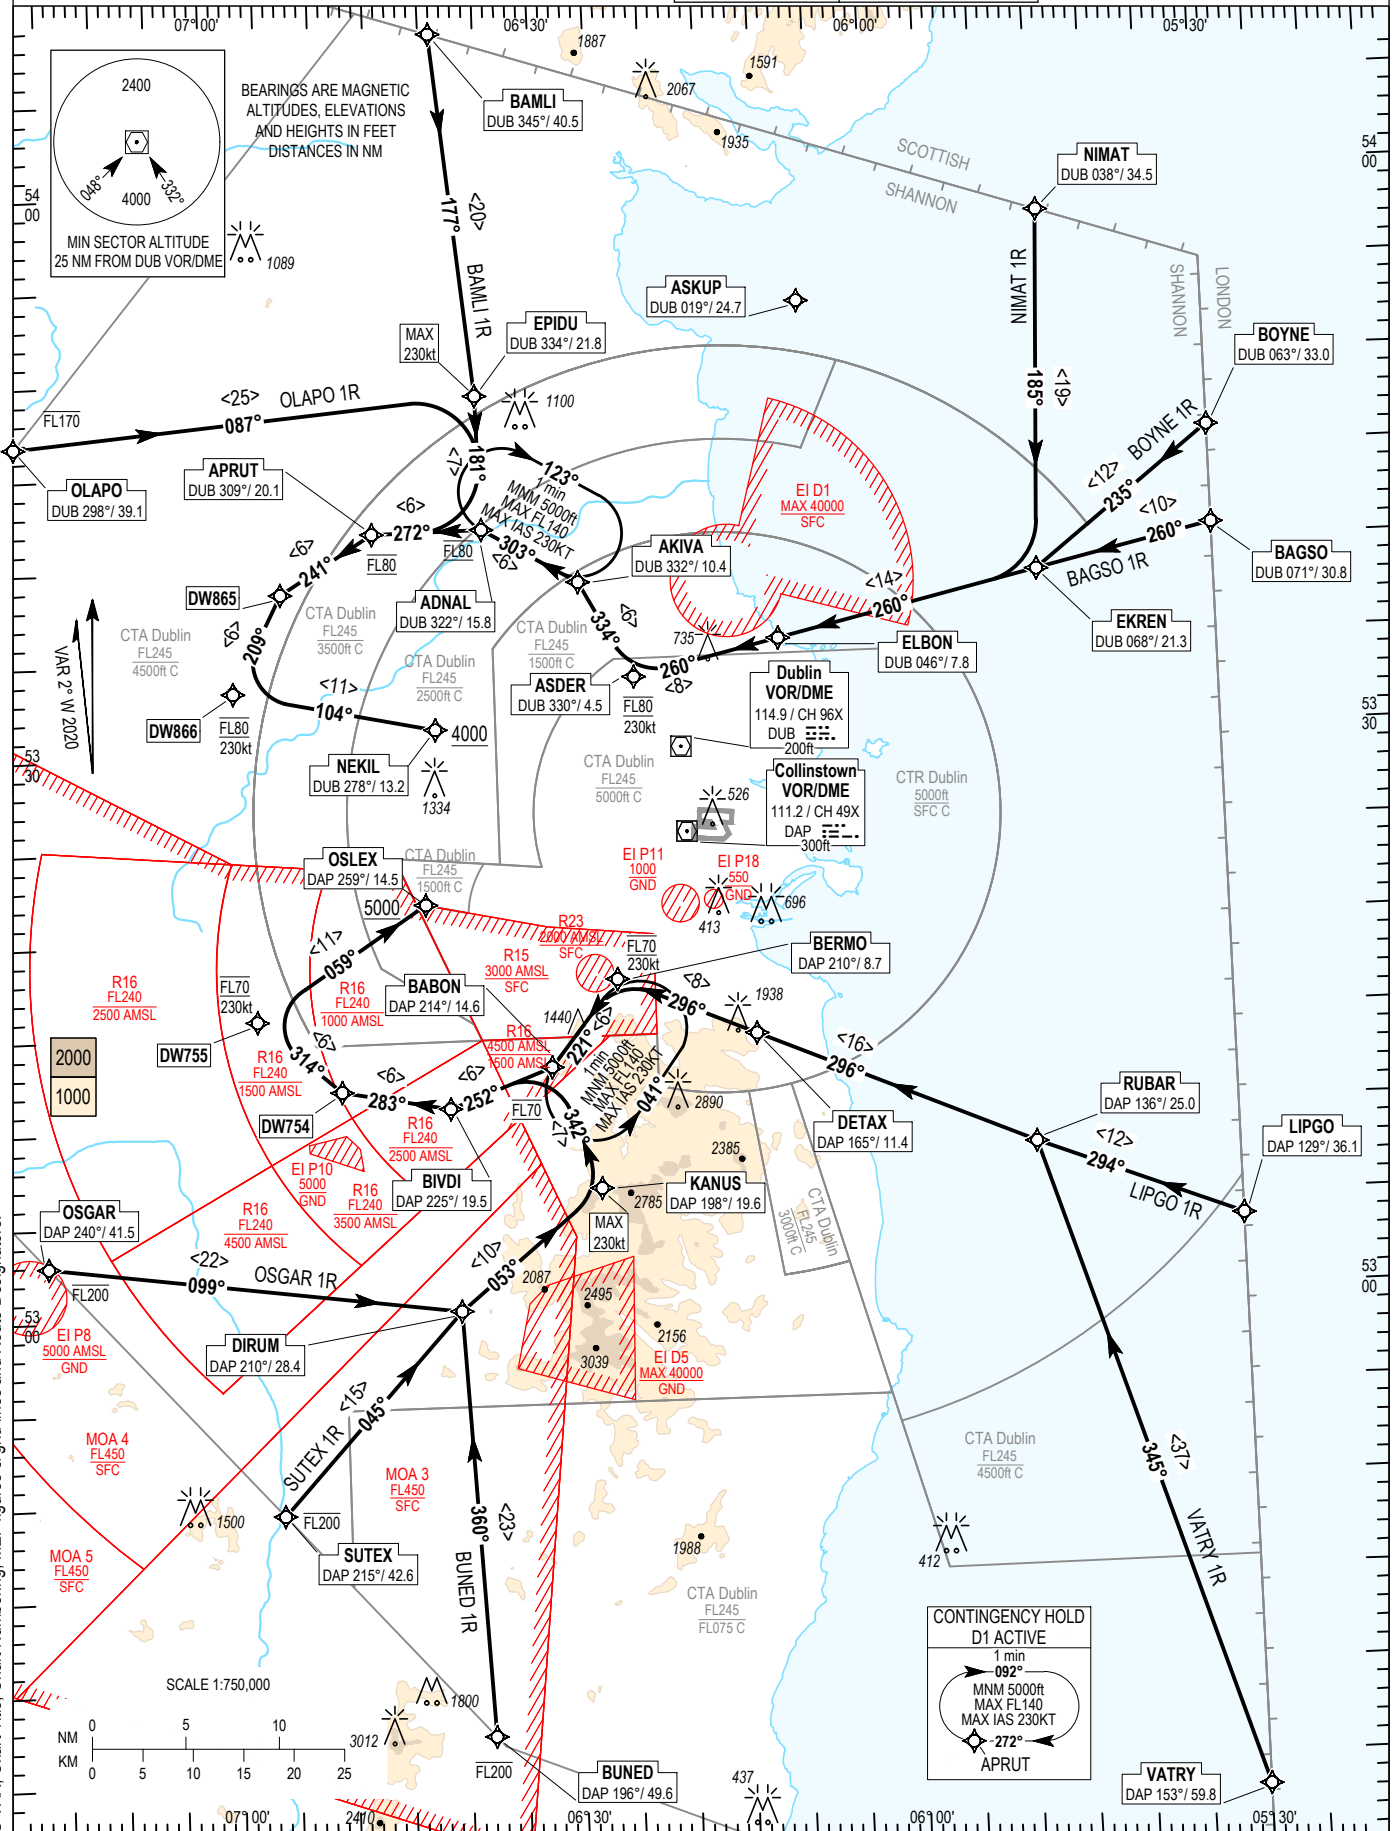 07°00'
06°30'
06°00'
05°30'
2400
048°
332°
4000
MIN SECTOR ALTITUDE
25 NM FROM DUB VOR/DME
BEARINGS ARE MAGNETIC
ALTITUDES, ELEVATIONS
AND HEIGHTS IN FEET
DISTANCES IN NM
BAMLI
DUB 345°/ 40.5
1887
2067
1591
1935
SCOTTISH
SHANNON
NIMAT
DUB 038°/ 34.5
54
00
54
00
1089
<20>
177°
BAMLI 1R
ASKUP
DUB 019°/ 24.7
NIMAT 1R
185°
<19>
SHANNON
LONDON
BOYNE
DUB 063°/ 33.0
MAX
230kt
EPIDU
DUB 334°/ 21.8
1100
FL170
<25>
087°
OLAPO 1R
OLAPO
DUB 298°/ 39.1
APRUT
DUB 309°/ 20.1
181°
<7>
123°
1 min
MNM 5000ft
MAX FL140
MAX IAS 230KT
303°
<6>
EI D1
MAX 40000
SFC
BOYNE 1R
<12>
235°
<10>
260°
BAGSO 1R
BAGSO
DUB 071°/ 30.8
<6>
272°
FL80
FL80
<6>
241°
DW865
ADNAL
DUB 322°/ 15.8
AKIVA
DUB 332°/ 10.4
<14>
260°
EKREN
DUB 068°/ 21.3
VAR 2° W 2020
CTA Dublin
FL245
4500ft C
CTA Dublin
FL245
3500ft C
CTA Dublin
FL245
2500ft C
CTA Dublin
FL245
1500ft C
<6>
209°
<6>
334°
735
260°
<8>
ELBON
DUB 046°/ 7.8
ASDER
DUB 330°/ 4.5
FL80
230kt
Dublin
VOR/DME
114.9 / CH 96X
DUB
200ft
DW866
FL80
230kt
<11>
104°
4000
NEKIL
DUB 278°/ 13.2
1334
53
30
53
30
CTA Dublin
FL245
5000ft C
526
Collinstown
VOR/DME
111.2 / CH 49X
DAP
300ft
CTR Dublin
5000ft
SFC C
OSLEX
DAP 259°/ 14.5
CTA Dublin
FL245
1500ft C
5000
EI P11
1000
GND
EI P18
550
GND
413
696
R23
2000 AMSL
SFC
R15
3000 AMSL
SFC
FL70
230kt
BERMO
DAP 210°/ 8.7
<11>
059°
R16
FL240
2500 AMSL
FL70
230kt
R16
FL240
1000 AMSL
BABON
DAP 214°/ 14.6
1440
<8>
296°
1938
2000
1000
DW755
R16
FL240
1500 AMSL
<6>
314°
R16
4500 AMSL
1500 AMSL
221°
<6>
1 min
MNM 5000ft
MAX FL140
MAX IAS 230KT
041°
2890
<16>
296°
RUBAR
DAP 136°/ 25.0
DW754
<6>
283°
<6>
252°
FL70
342°
<7>
R16
FL240
2500 AMSL
DETAX
DAP 165°/ 11.4
<12>
294°
LIPGO 1R
LIPGO
DAP 129°/ 36.1
EI P10
5000
GND
R16
FL240
3500 AMSL
BIVDI
DAP 225°/ 19.5
KANUS
DAP 198°/ 19.6
2385
2785
CTA Dublin
FL245
3000ft C
OSGAR
DAP 240°/ 41.5
R16
FL240
4500 AMSL
MAX
230kt
<22>
099°
OSGAR 1R
FL200
<10>
053°
2087
2495
2156
3039
53
00
53
00
EI P8
5000 AMSL
GND
DIRUM
DAP 210°/ 28.4
EI D5
MAX 40000
GND
SUTEX 1R
<15>
045°
MOA 4
FL450
SFC
MOA 3
FL450
SFC
CTA Dublin
FL245
4500ft C
345°
<37>
VATRY 1R
1500
FL200
SUTEX
DAP 215°/ 42.6
360°
<23>
BUNED 1R
MOA 5
FL450
SFC
1988
412
CTA Dublin
FL245
FL075 C
CONTINGENCY HOLD
D1 ACTIVE
1 min
092°
MNM 5000ft
MAX FL140
MAX IAS 230KT
272°
APRUT
SCALE 1:750,000
NM
0 5 10
KM
0 5 10 15 20 25
1800
3012
FL200
BUNED
DAP 196°/ 49.6
437
VATRY
DAP 153°/ 59.8
2410
07°00'
06°30'
06°00'
05°30'